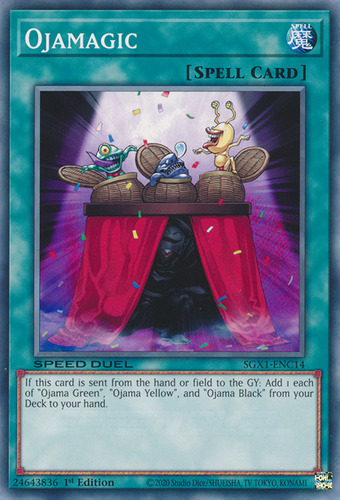 Ojamagic
SPELL
魔
[Spell Card]
SPEED DUEL
SGX1-ENC14
If this card is sent from the hand or field to the GY: Add 1 each
of "Ojama Green", "Ojama Yellow", and "Ojama Black" from your
Deck to your hand.
24643836 1st Edition
©2020 Studio Dice/SHUEISHA, TV TOKYO, KONAMI